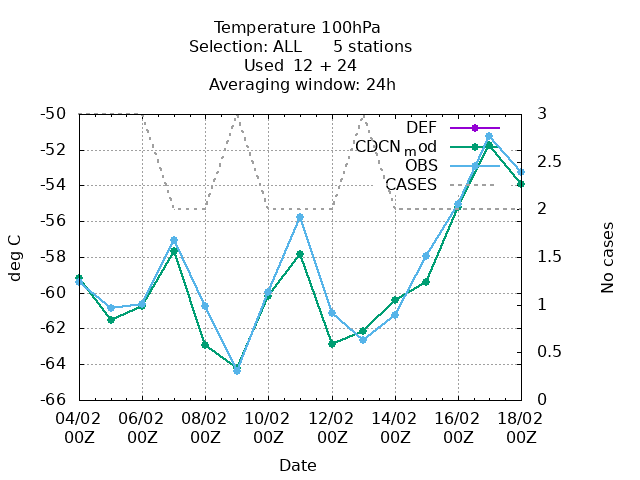 Temperature 100hPa
Selection: ALL 5 stations
Used 12 + 24
Averaging window: 24h
-50
-52
-54
-56
-58
-60
-62
-64
-66
deg C
3
2.5
2
1.5
1
0.5
0
No cases
DEF
CDCN_mod
OBS
CASES
04/02 06/02 08/02 10/02 12/02 14/02 16/02 18/02
00Z 00Z 00Z 00Z 00Z 00Z 00Z 00Z
Date